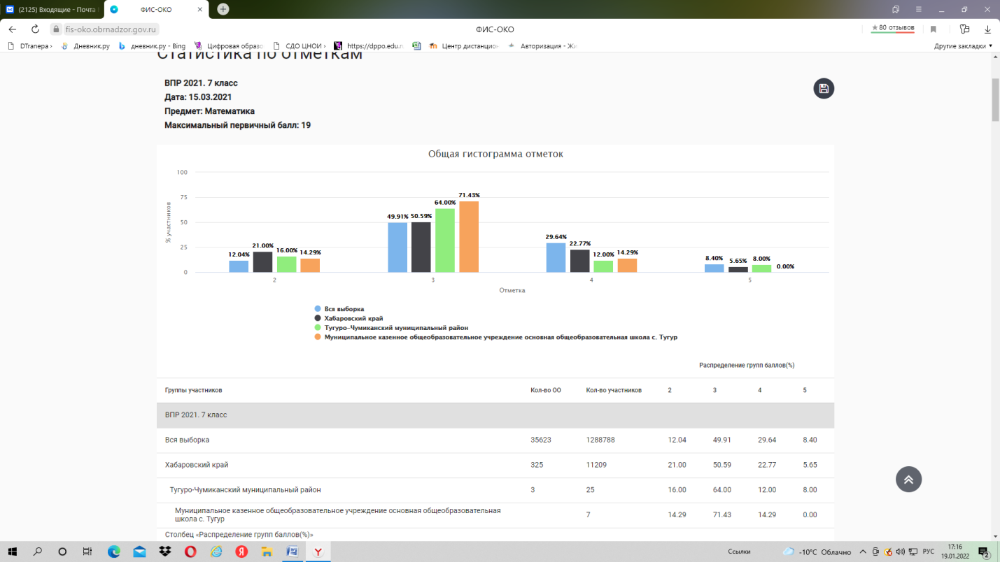 (2125) Входящие - Почта
ФИС-ОКО
fis-oko.obrnadzor.gov.ru
ФИС-ОКО
★ 80 отзывов
DTranepa ›
Дневник.ру
дневник.ру - Bing
Цифровая образо
СДО ЦНОИ ›
https://dppo.edu.ru
Центр дистанцион
Авторизация - Жи
Другие закладки
Статистика по отметкам
ВПР 2021. 7 класс
Дата: 15.03.2021
Предмет: Математика
Максимальный первичный балл: 19
Общая гистограмма отметок
% участников
100
75
50
25
0
12.04% 21.00% 16.00% 14.29%
49.91% 50.59% 64.00% 71.43%
29.64% 22.77% 12.00% 14.29%
8.40% 5.65% 8.00% 0.00%
2 3 4 5
Отметка
Вся выборка
Хабаровский край
Тугуро-Чумиканский муниципальный район
Муниципальное казенное общеобразовательное учреждение основная общеобразовательная школа с. Тугур
Распределение групп баллов(%)
Группы участников Кол-во ОО Кол-во участников 2 3 4 5
ВПР 2021. 7 класс
Вся выборка 35623 1288788 12.04 49.91 29.64 8.40
Хабаровский край 325 11209 21.00 50.59 22.77 5.65
Тугуро-Чумиканский муниципальный район 3 25 16.00 64.00 12.00 8.00
Муниципальное казенное общеобразовательное учреждение основная общеобразовательная
школа с. Тугур 7 14.29 71.43 14.29 0.00
Столбец «Распределение групп баллов(%)»
Ссылки
-10°C Облачно
РУС
17:16
19.01.2022
2